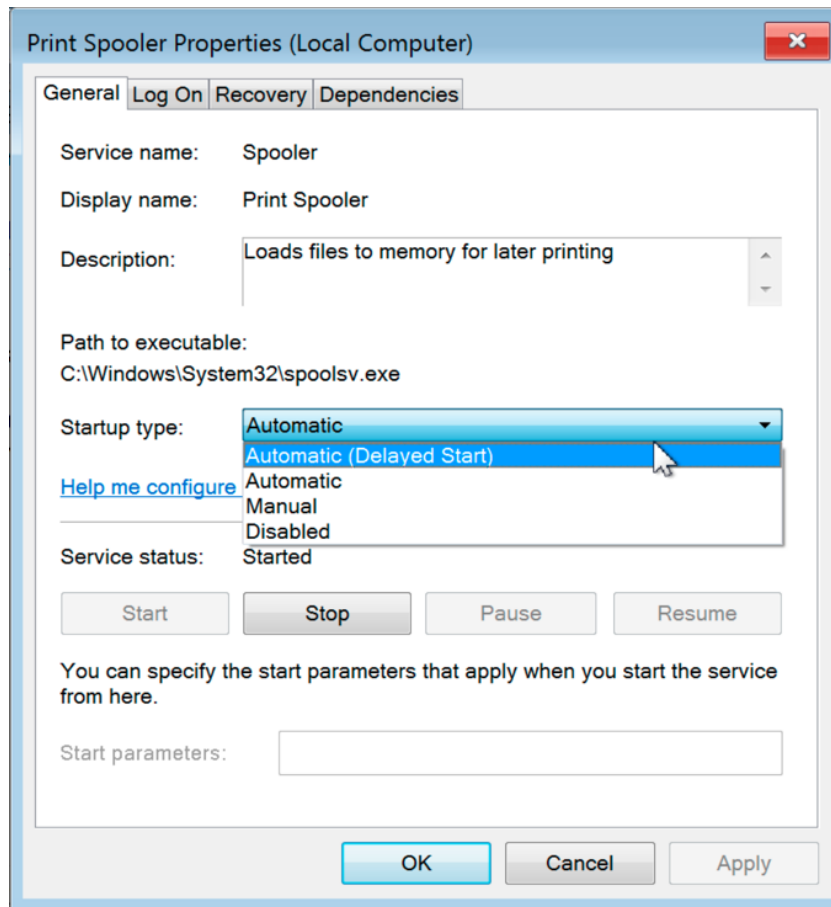 Print Spooler Properties (Local Computer)
General Log On Recovery Dependencies
Service name: Spooler
Display name: Print Spooler
Description: Loads files to memory for later printing
Path to executable:
C:\Windows\System32\spoolsv.exe
Startup type: Automatic
Automatic (Delayed Start)
Help me configure Automatic
Manual
Disabled
Service status: Started
Start Stop Pause Resume
You can specify the start parameters that apply when you start the service
from here.
Start parameters:
OK Cancel Apply